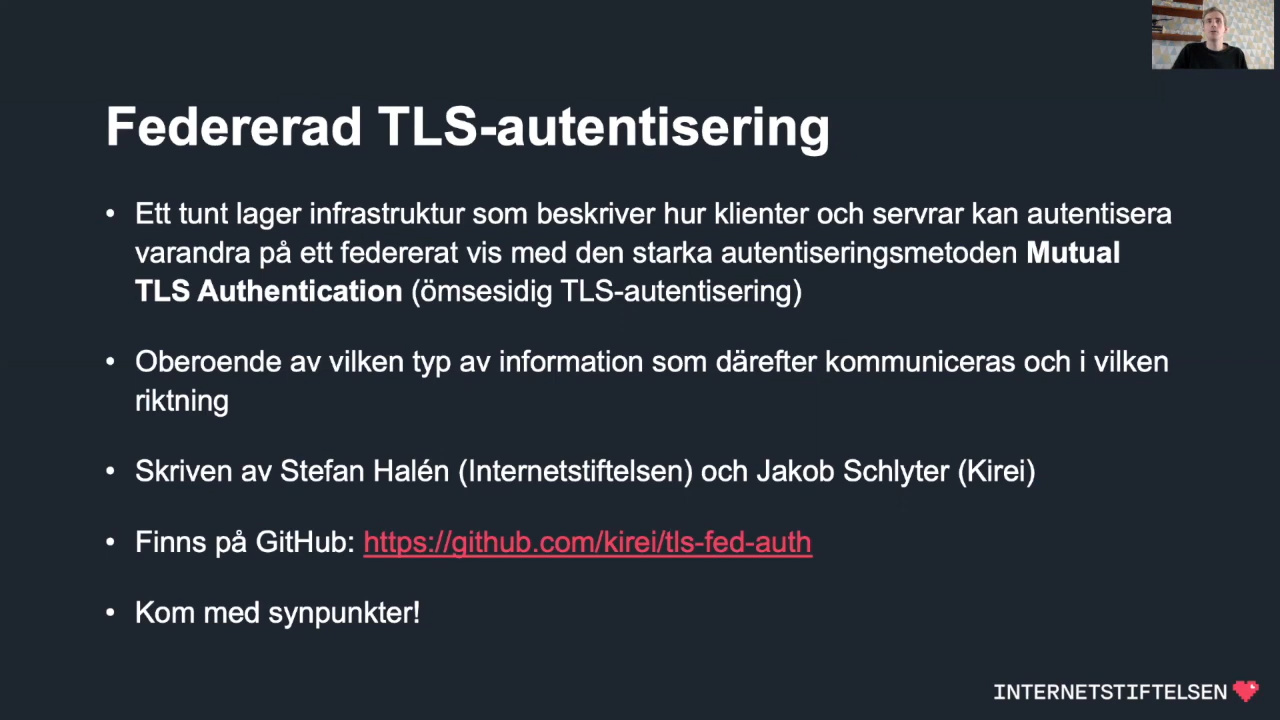 Federerad TLS-autentisering
• Ett tunt lager infrastruktur som beskriver hur klienter och servrar kan autentisera
varandra på ett federerat vis med den starka autentiseringsmetoden Mutual
TLS Authentication (ömsesidig TLS-autentisering)
• Oberoende av vilken typ av information som därefter kommuniceras och i vilken
riktning
• Skriven av Stefan Halén (Internetstiftelsen) och Jakob Schlyter (Kirei)
• Finns på GitHub: https://github.com/kirei/tls-fed-auth
• Kom med synpunkter!
INTERNETSTIFTELSEN